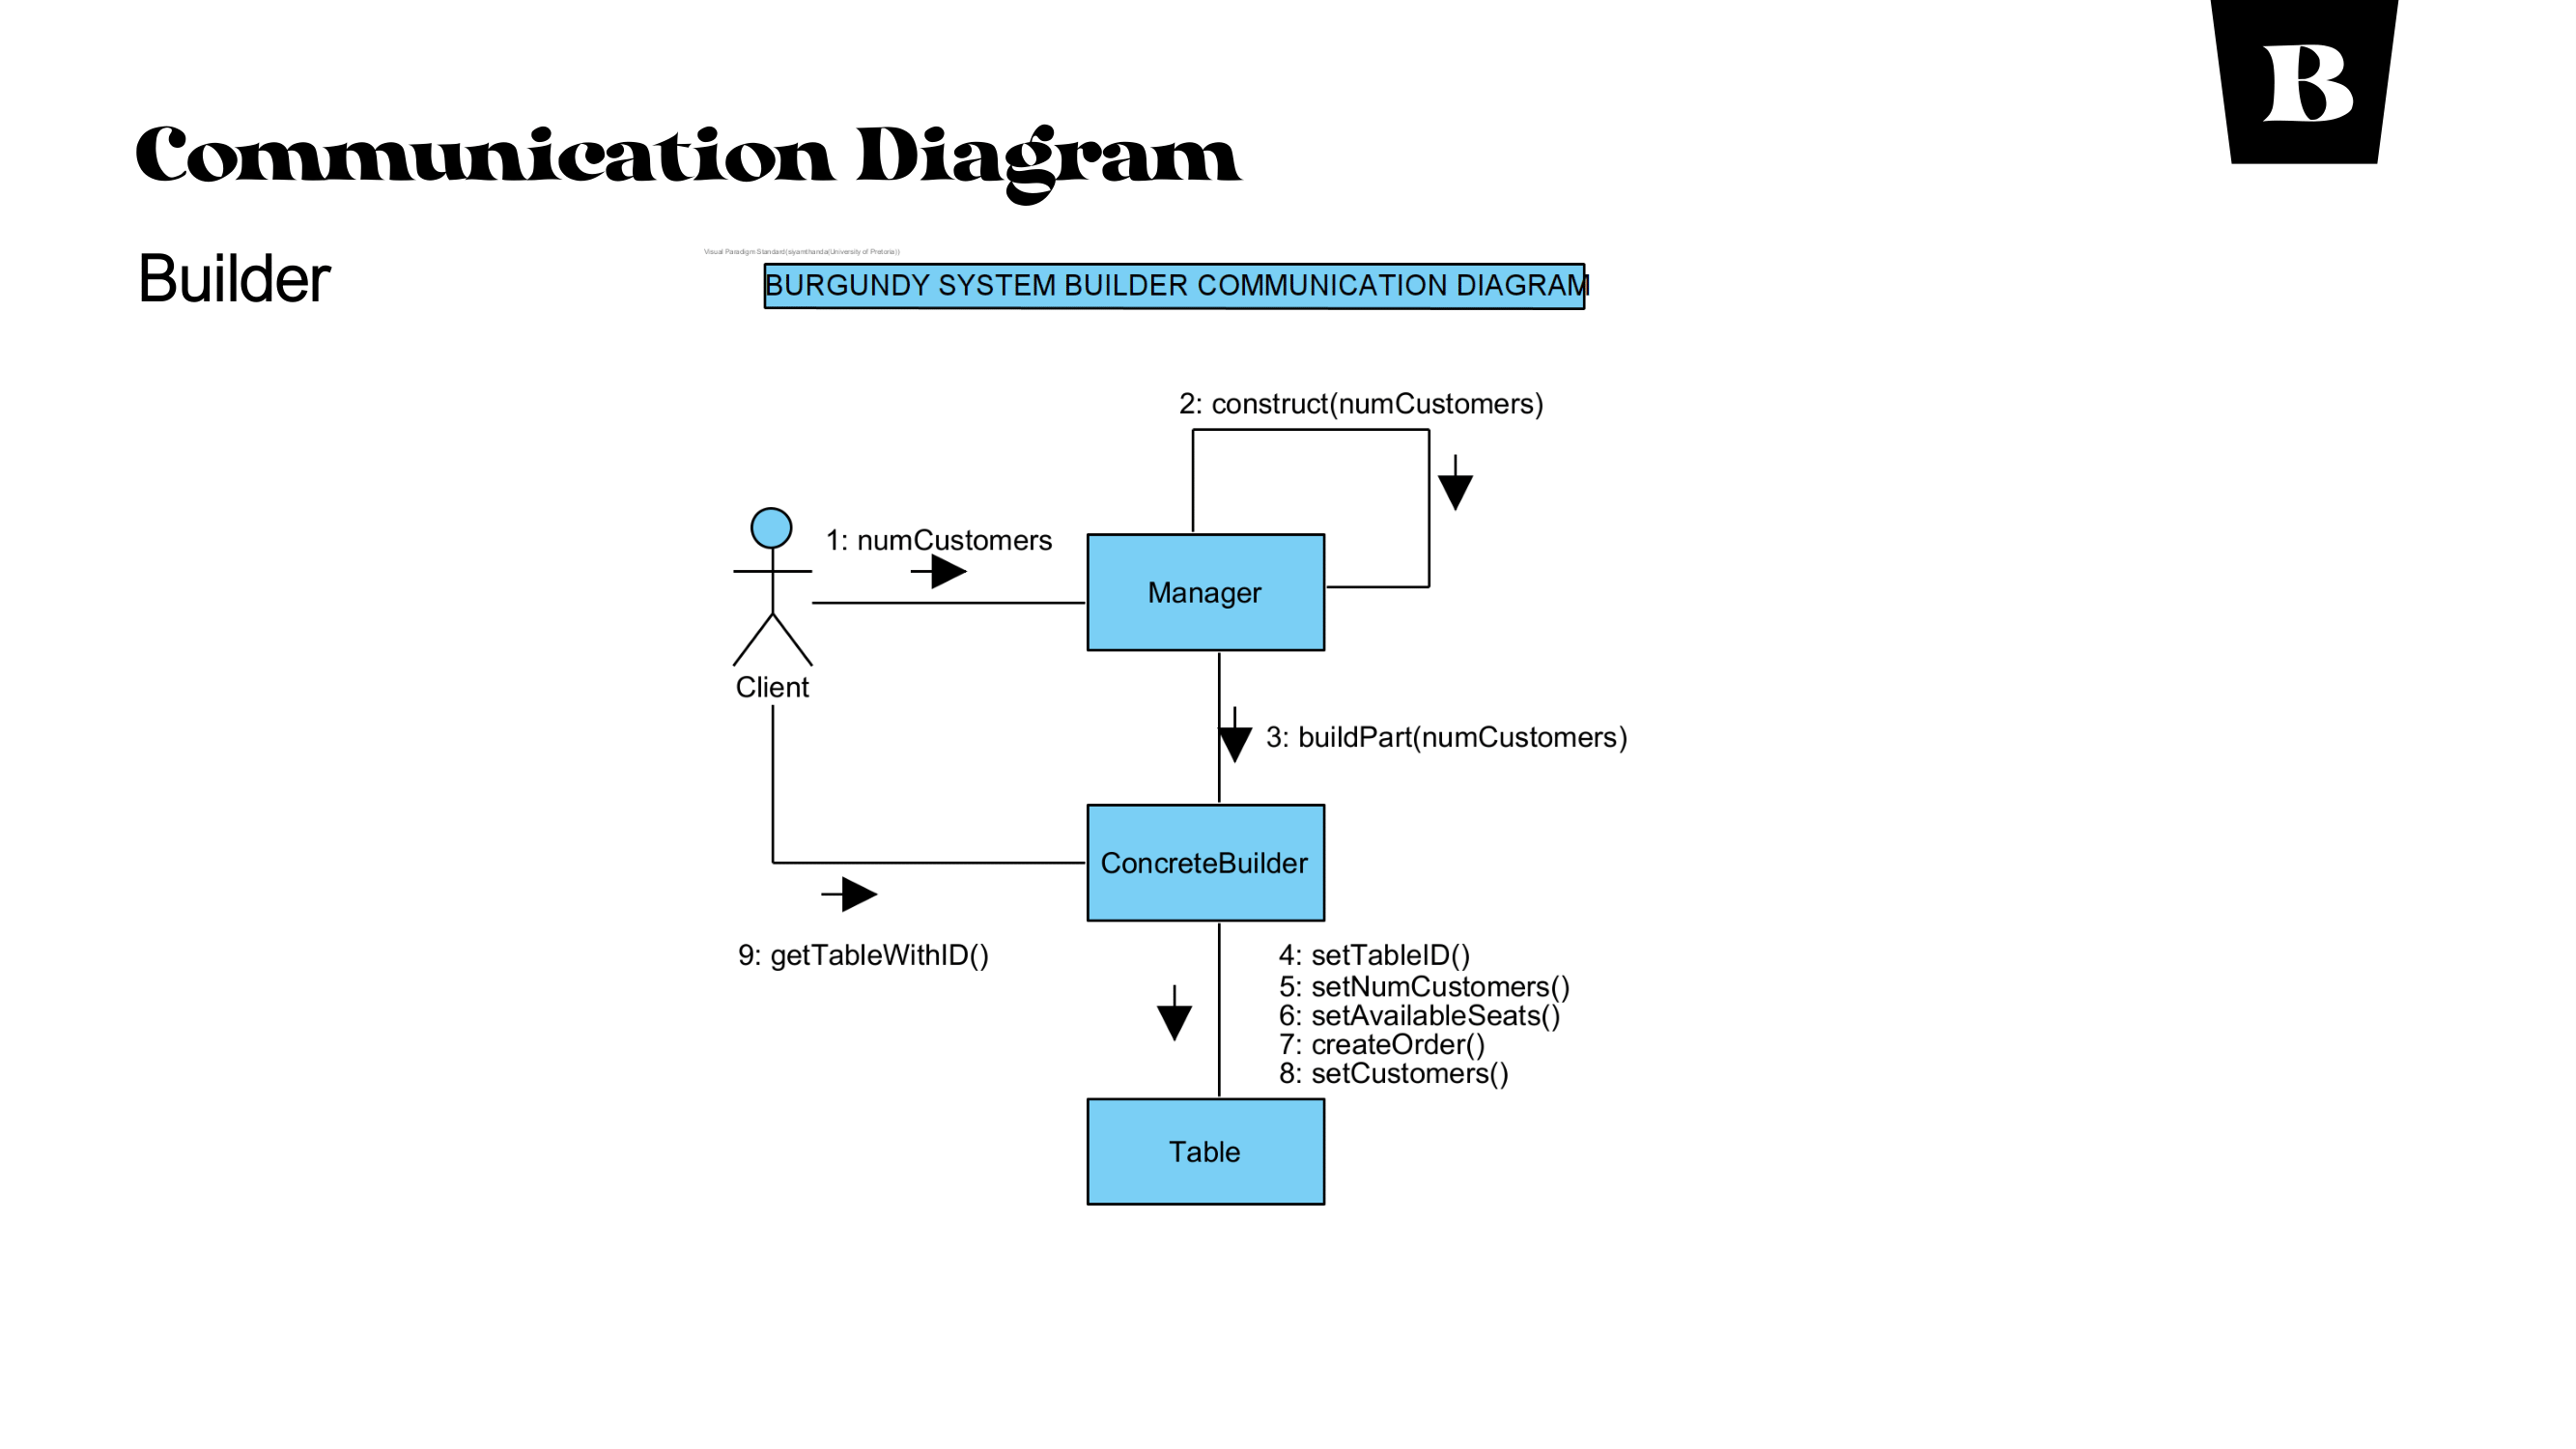 B
Communication Diagram
Builder
Visual Paradigm Standard(siyamthanda(University of Pretoria))
BURGUNDY SYSTEM BUILDER COMMUNICATION DIAGRAM
2: construct(numCustomers)
1: numCustomers
Manager
Client
3: buildPart(numCustomers)
ConcreteBuilder
9: getTableWithID()
4: setTableID()
5: setNumCustomers()
6: setAvailableSeats()
7: createOrder()
8: setCustomers()
Table